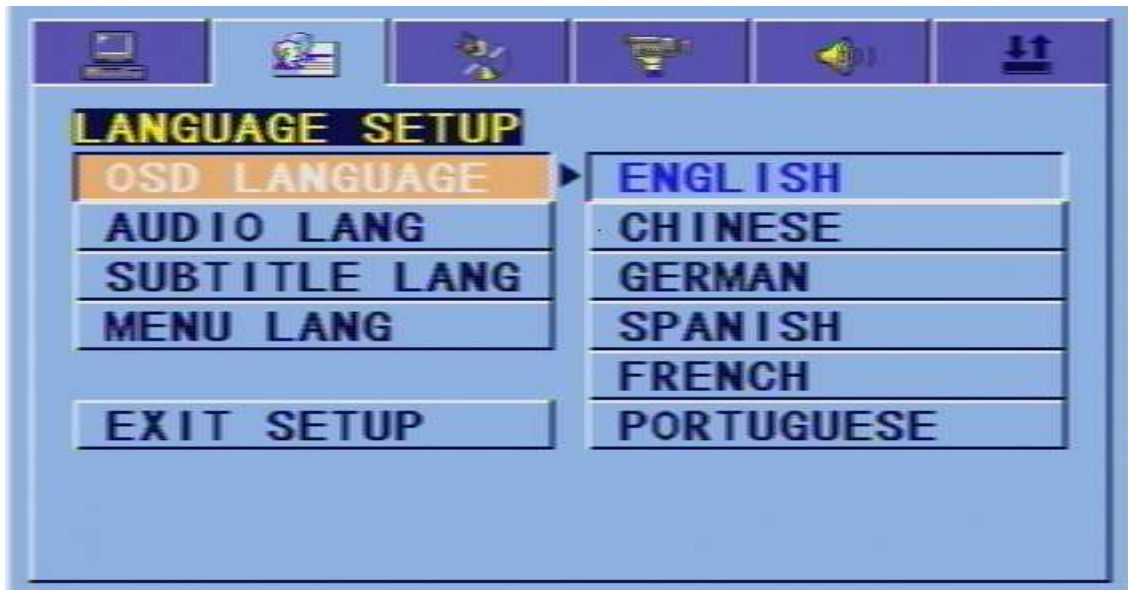 LANGUAGE SETUP
OSD LANGUAGE ENGLISH
AUDIO LANG CHINESE
SUBTITLE LANG GERMAN
MENU LANG SPANISH
FRENCH
EXIT SETUP PORTUGUESE